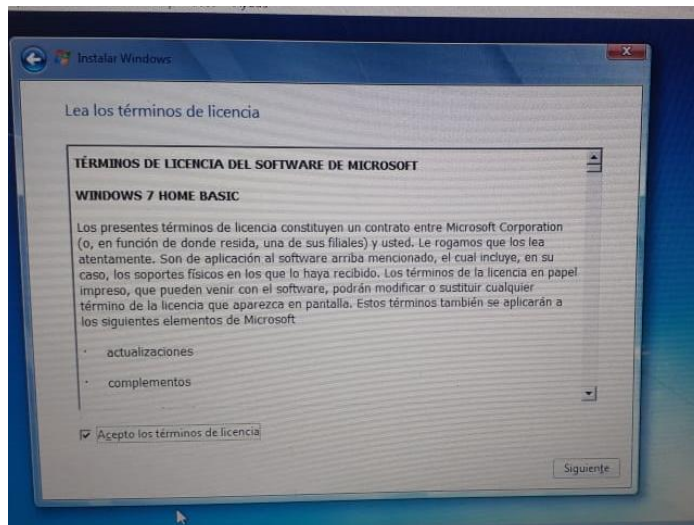 Instalar Windows
Lea los términos de licencia
TÉRMINOS DE LICENCIA DEL SOFTWARE DE MICROSOFT
WINDOWS 7 HOME BASIC
Los presentes términos de licencia constituyen un contrato entre Microsoft Corporation
(o, en función de donde resida, una de sus filiales) y usted. Le rogamos que los lea
atentamente. Son de aplicación al software arriba mencionado, el cual incluye, en su
caso, los soportes físicos en los que lo haya recibido. Los términos de la licencia en papel
impreso, que pueden venir con el software, podrán modificar o sustituir cualquier
término de la licencia que aparezca en pantalla. Estos términos también se aplicarán a
los siguientes elementos de Microsoft
· actualizaciones
· complementos
Acepto los términos de licencia
Siguiente